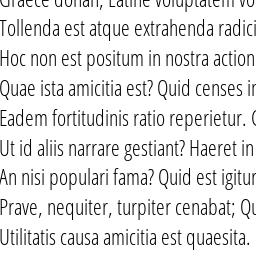 Graece donan, Latine voluptatem vo
Tollenda est atque extrahenda radici
Hoc non est positum in nostra action
Quae ista amicitia est? Quid censes in
Eadem fortitudinis ratio reperietur. C
Ut id aliis narrare gestiant? Haeret in
An nisi populari fama? Quid est igitur
Prave, nequiter, turpiter cenabat; Qu
Utilitatis causa amicitia est quaesita.